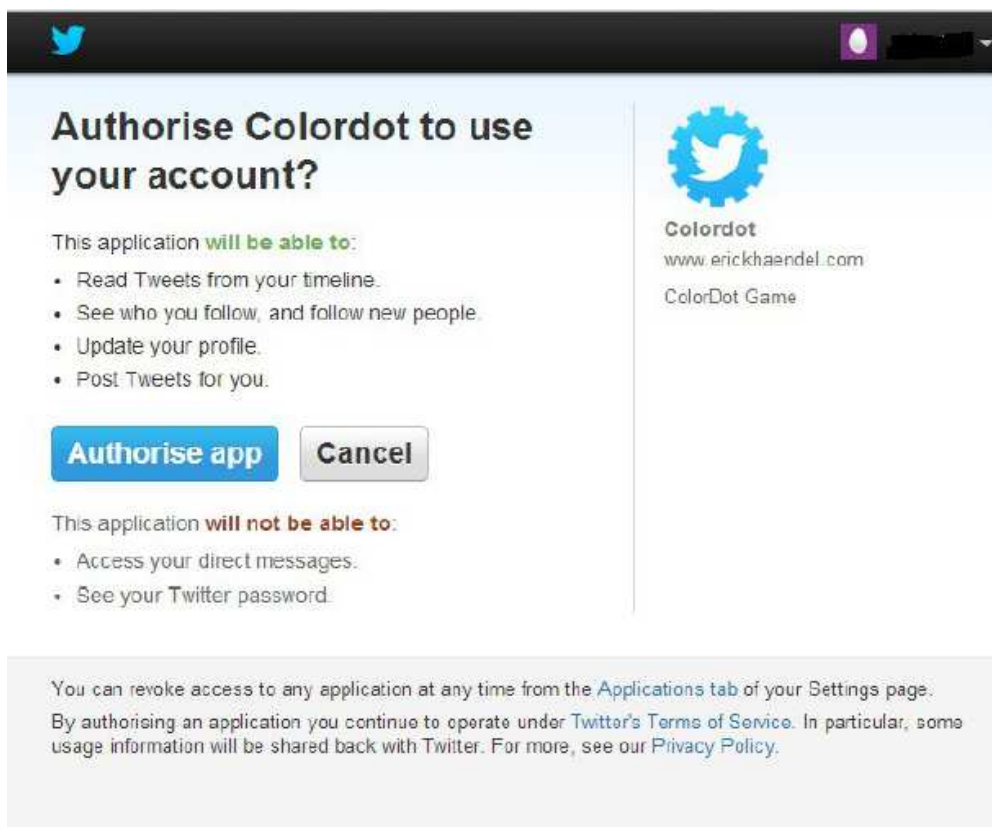 Authorise Colordot to use
your account?
This application will be able to:
• Read Tweets from your timeline.
• See who you follow, and follow new people.
• Update your profile.
• Post Tweets for you.
Authorise app
Cancel
This application will not be able to:
• Access your direct messages.
• See your Twitter password.
Colordot
www.erickhaendel.com
ColorDot Game
You can revoke access to any application at any time from the Applications tab of your Settings page.
By authorising an application you continue to operate under Twitter's Terms of Service. In particular, some
usage information will be shared back with Twitter. For more, see our Privacy Policy.